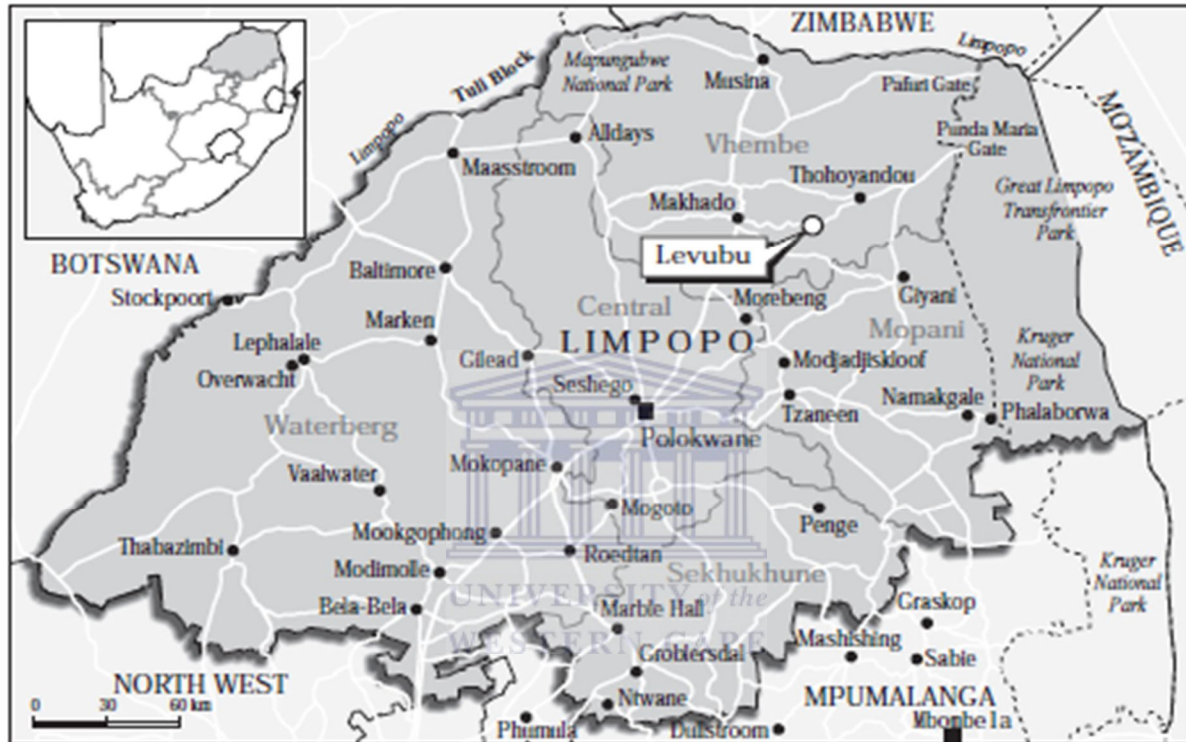 ZIMBABWE
Limpopo
Mapungubwe
National Park
Musina
Pafuri Gate
Tuli Block
MOZAMBIQUE
Limpopo
Alldays
Vhembe
Punda Maria
Gate
Maasstroom
Thohoyandou
Great Limpopo
Transfrontier
Park
Makhado
Levubu
BOTSWANA
Baltimore
Stockpoort
Giyani
Central
Morebeng
Marken
LIMPOPO
Mopani
Lephalale
Gilead
Modjadjiskloof
Kruger
National
Park
Overwacht
Seshego
Tzaneen
Namakgale
Phalaborwa
Waterberg
Polokwane
Mokopane
Vaalwater
Mogoto
Penge
Mookgophong
Thabazimbi
Roedtan
Modimolle
Sekhukhune
Kruger
National
Park
UNIVERSITY of the
Bela-Bela
Marble Hall
Graskop
WESTERN CAPE
Mashishing
Groblersdal
Sabie
NORTH WEST
Ntwane
MPUMALANGA
0 30 60 km
Phumula
Dullstroom
Mbonbela